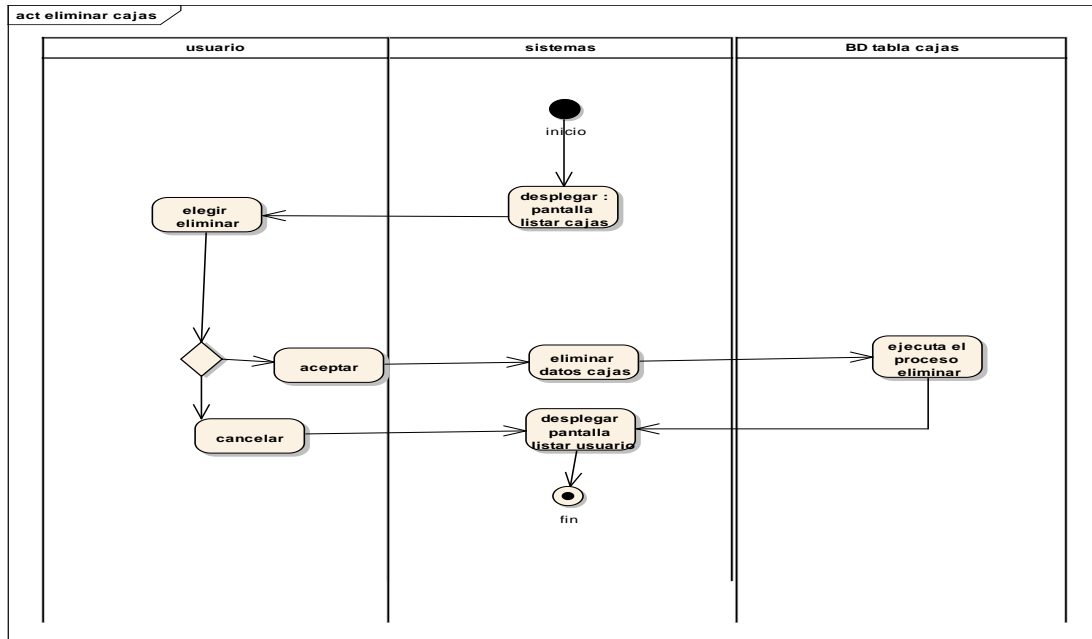 act eliminar cajas
usuario
sistemas
BD tabla cajas
inicio
desplegar :
pantalla
listar cajas
elegir
eliminar
aceptar
eliminar
datos cajas
ejecuta el
proceso
eliminar
cancelar
desplegar
pantalla
listar usuario
fin